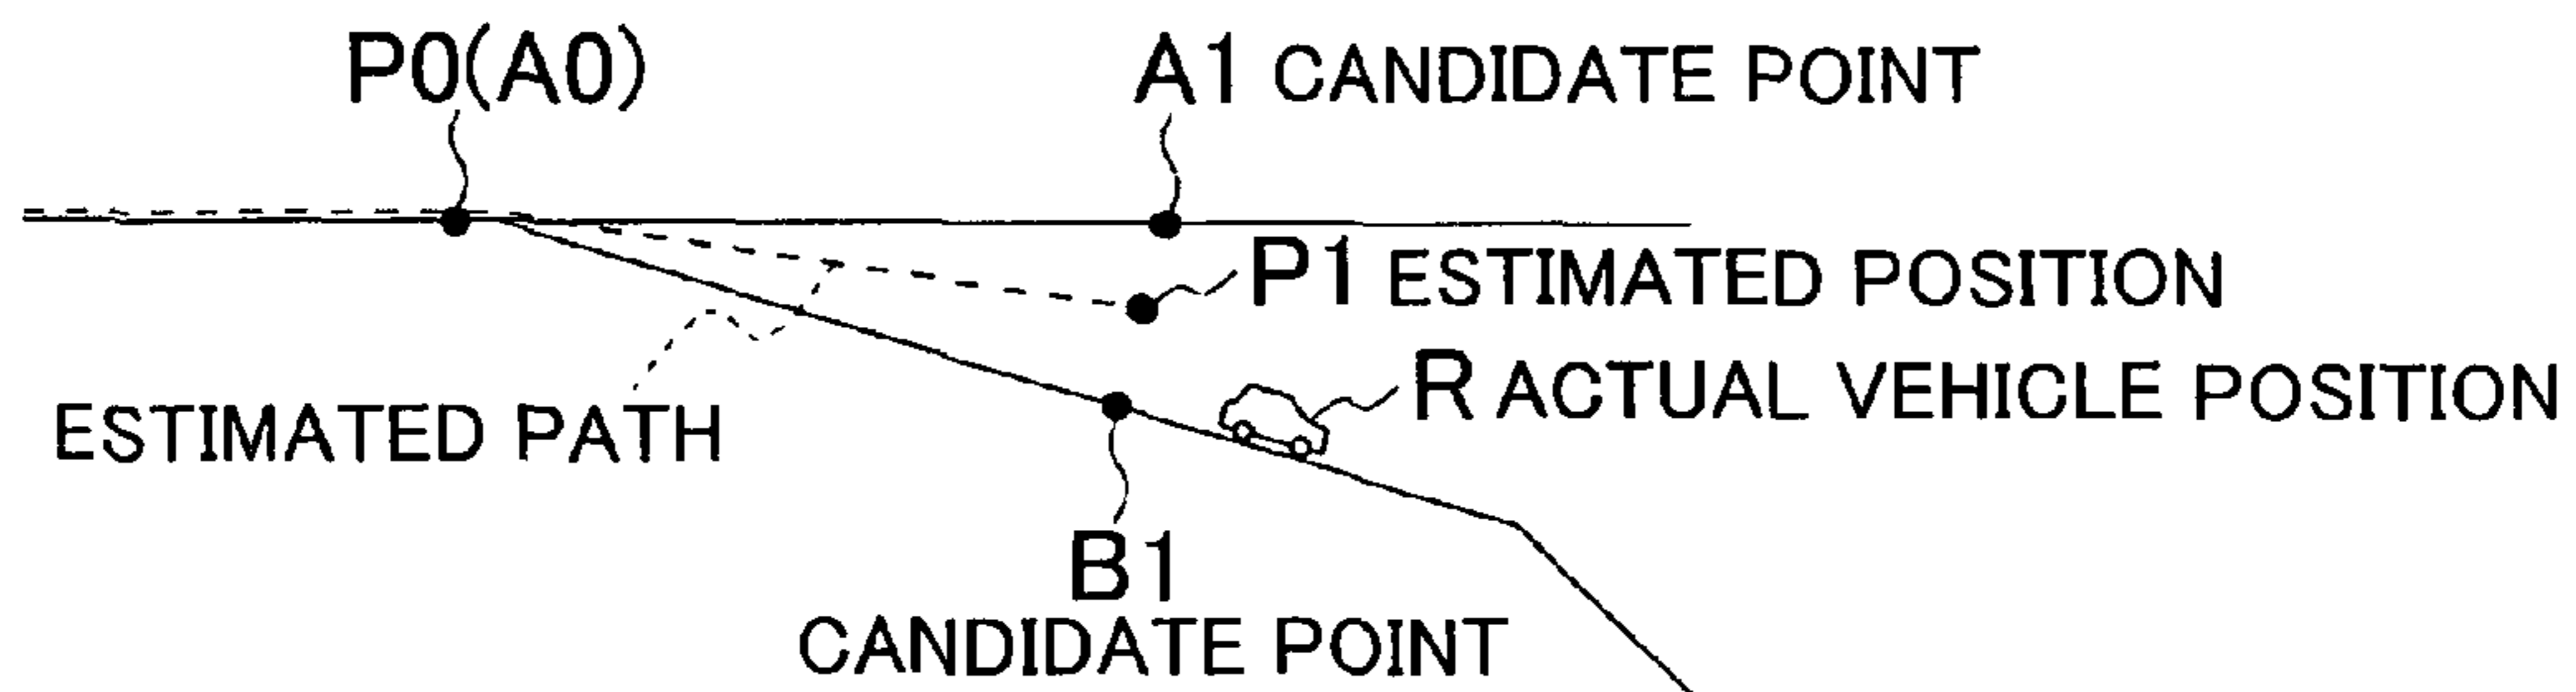 P0(A0)
A1 CANDIDATE POINT
P1 ESTIMATED POSITION
R ACTUAL VEHICLE POSITION
ESTIMATED PATH
B1
CANDIDATE POINT